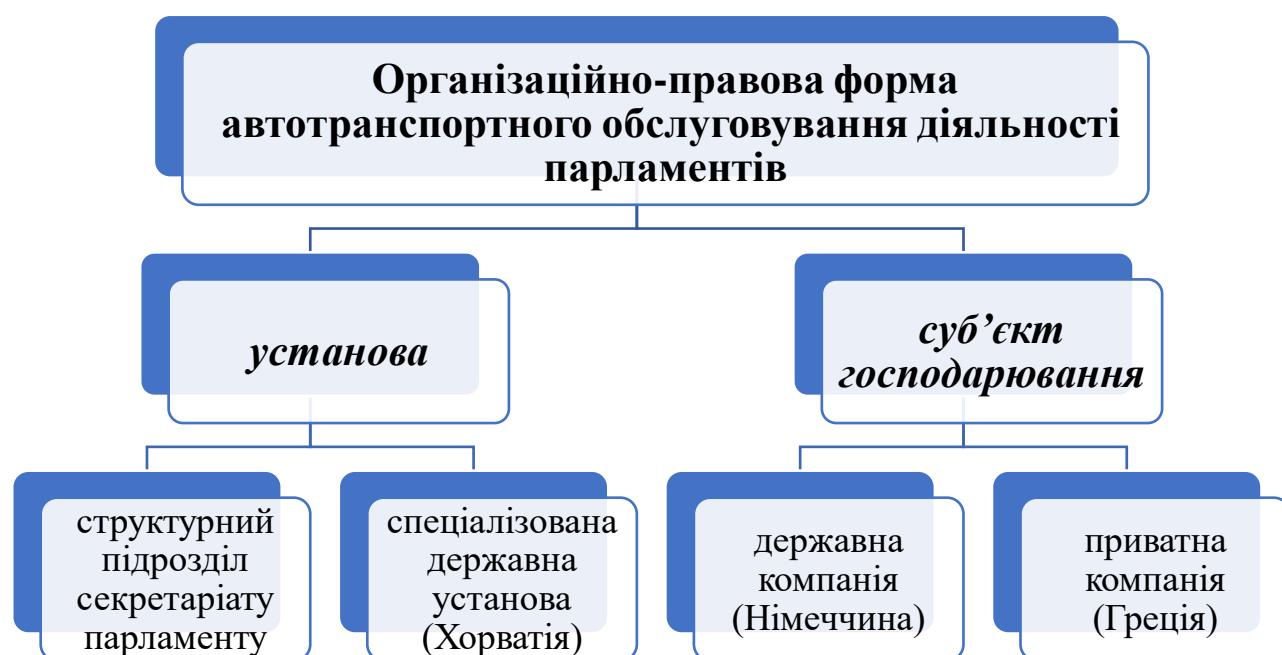 Організаційно-правова форма
автотранспортного обслуговування діяльності
парламентів
установа
суб’єкт
господарювання
структурний
підрозділ
секретаріату
парламенту
спеціалізована
державна
установа
(Хорватія)
державна
компанія
(Німеччина)
приватна
компанія
(Греція)